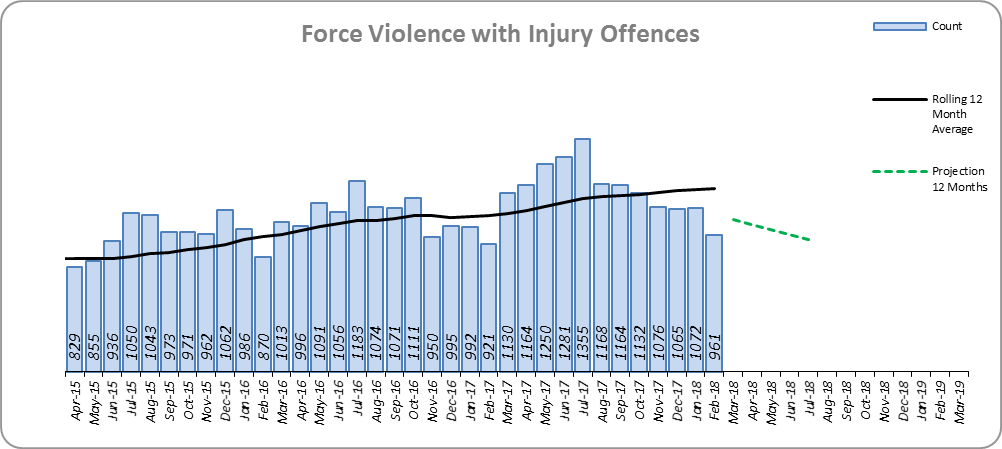 Force Violence with Injury Offences
Count
Rolling 12
Month
Average
Projection
12 Months
829 855 936 1050 1043 973 971 962 1062 986 870 1013 996 1091 1056 1183 1074 1071 1111 950 995 992 921 1130 1164 1250 1281 1355 1168 1164 1132 1076 1065 1072 961
Apr-15 May-15 Jun-15 Jul-15 Aug-15 Sep-15 Oct-15 Nov-15 Dec-15 Jan-16 Feb-16 Mar-16 Apr-16 May-16 Jun-16 Jul-16 Aug-16 Sep-16 Oct-16 Nov-16 Dec-16 Jan-17 Feb-17 Mar-17 Apr-17 May-17 Jun-17 Jul-17 Aug-17 Sep-17 Oct-17 Nov-17 Dec-17 Jan-18 Feb-18 Mar-18 Apr-18 May-18 Jun-18 Jul-18 Aug-18 Sep-18 Oct-18 Nov-18 Dec-18 Jan-19 Feb-19 Mar-19